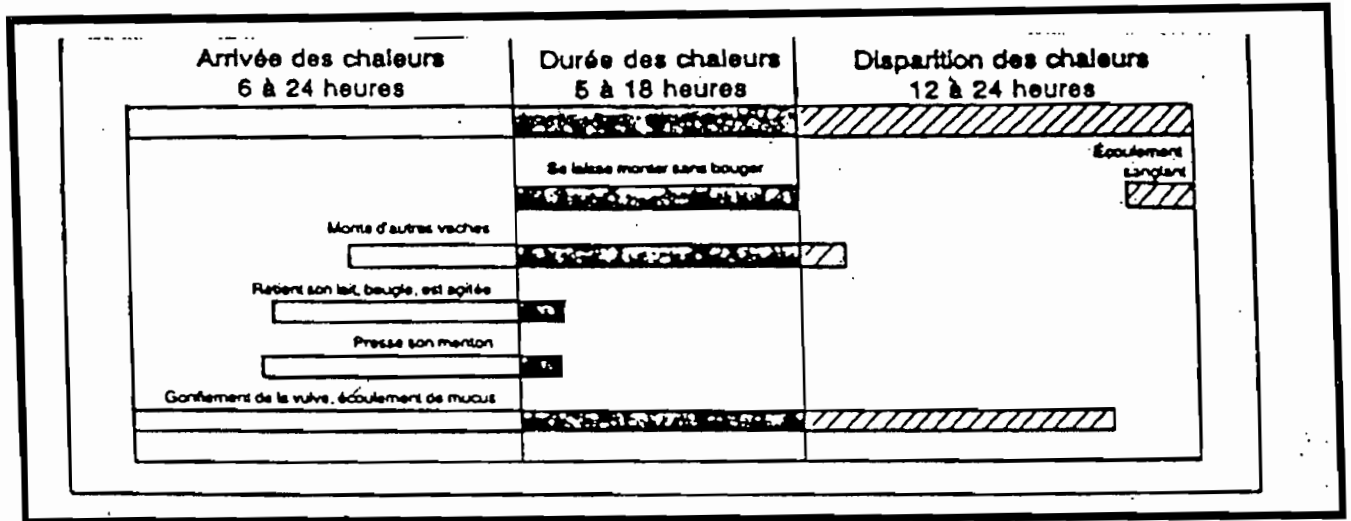 Arrivée des chaleurs
6 à 24 heures
Durée des chaleurs
5 à 18 heures
Disparition des chaleurs
12 à 24 heures
Écoulement
sanglant
Se laisse monter sans bouger
Monte d'autres vaches
Retient son lait, beugle, est agitée
Presse son menton
Gonflement de la vulve, écoulement de mucus